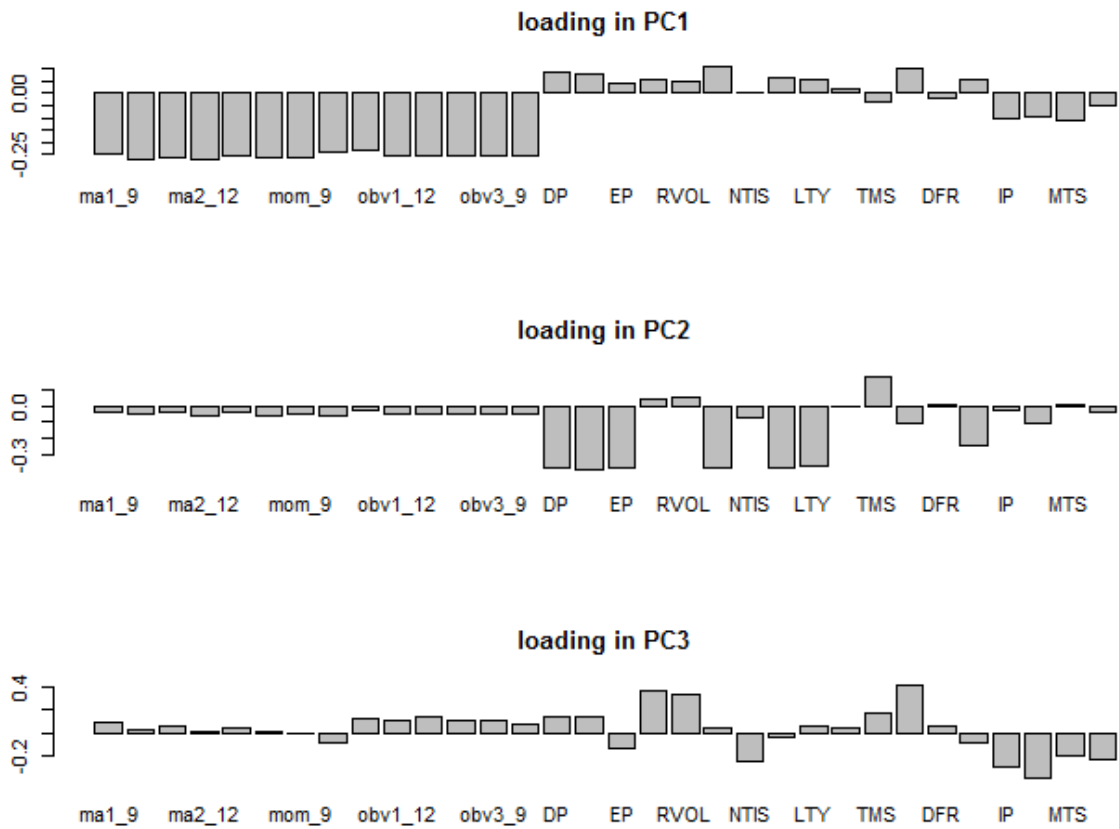 loading in PC1
0.00
-0.25
ma1_9 ma2_12 mom_9 obv1_12 obv3_9 DP EP RVOL NTIS LTY TMS DFR IP MTS
loading in PC2
0.0
-0.3
ma1_9 ma2_12 mom_9 obv1_12 obv3_9 DP EP RVOL NTIS LTY TMS DFR IP MTS
loading in PC3
0.4
-0.2
ma1_9 ma2_12 mom_9 obv1_12 obv3_9 DP EP RVOL NTIS LTY TMS DFR IP MTS